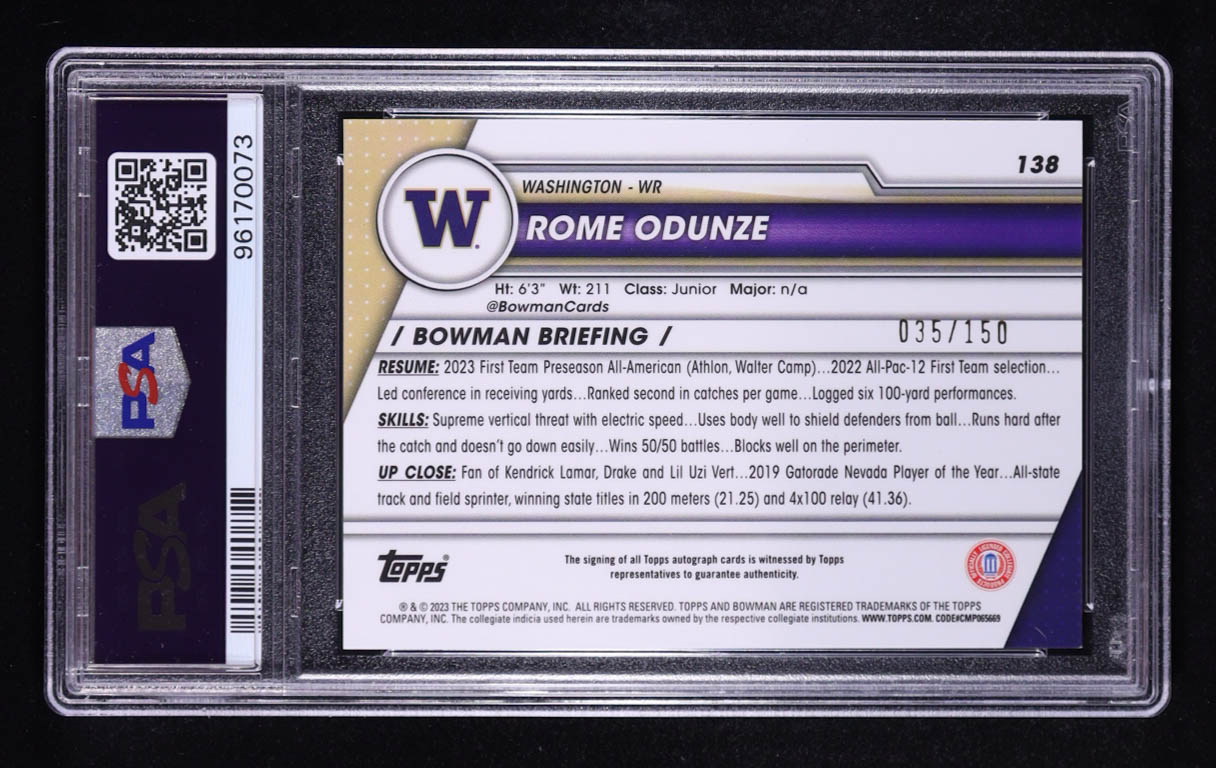 96170073
PSA
PSA
138
WASHINGTON - WR
W
ROME ODUNZE
Ht: 6'3" Wt: 211 Class: Junior Major: n/a
@BowmanCards
/ BOWMAN BRIEFING /
035/150
RESUME: 2023 First Team Preseason All-American (Athlon, Walter Camp)...2022 All-Pac-12 First Team selection...
Led conference in receiving yards...Ranked second in catches per game...Logged six 100-yard performances.
SKILLS: Supreme vertical threat with electric speed...Uses body well to shield defenders from ball...Runs hard after
the catch and doesn't go down easily...Wins 50/50 battles...Blocks well on the perimeter.
UP CLOSE: Fan of Kendrick Lamar, Drake and Lil Uzi Vert...2019 Gatorade Nevada Player of the Year...All-state
track and field sprinter, winning state titles in 200 meters (21.25) and 4x100 relay (41.36).
TOPPS®
The signing of all Topps autograph cards is witnessed by Topps
representatives to guarantee authenticity.
OFFICIALLY LICENSED COLLEGIATE PRODUCTS
® & © 2023 THE TOPPS COMPANY, INC. ALL RIGHTS RESERVED. TOPPS AND BOWMAN ARE REGISTERED TRADEMARKS OF THE TOPPS
COMPANY, INC. The collegiate indicia used herein are trademarks owned by the respective collegiate institutions. WWW.TOPPS.COM. CODE#CMP065669